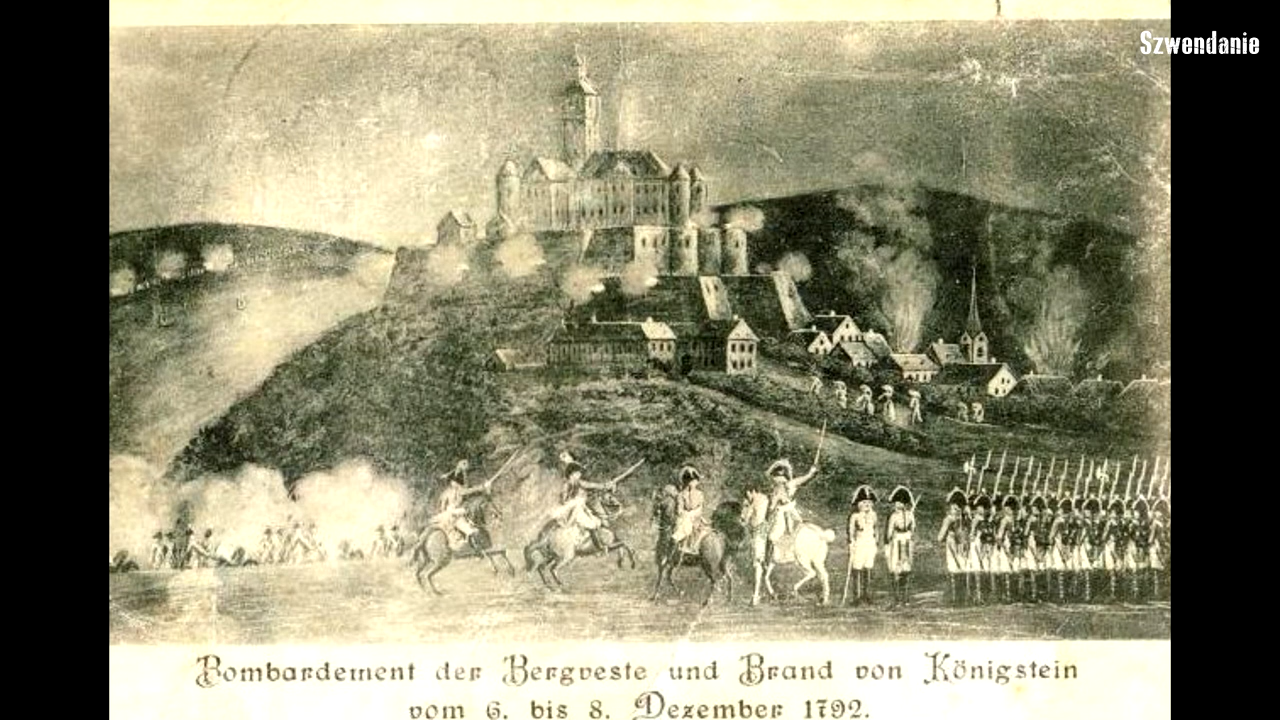 Szwendanie
Bombardement der Bergveste und Brand von Königstein
vom 6. bis 8. Dezember 1792.